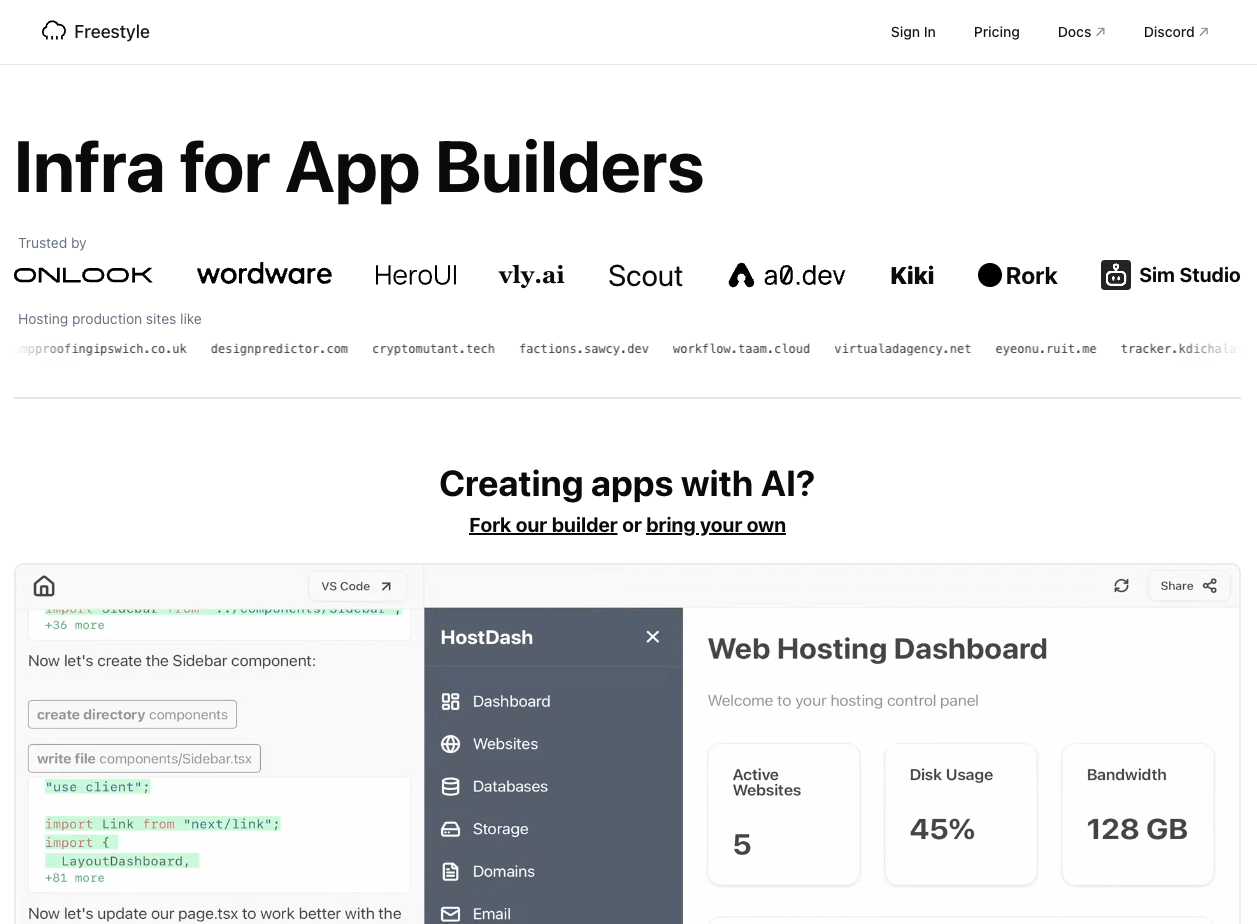 Freestyle
Sign In
Pricing
Docs
Discord
Infra for App Builders
Trusted by
ONLOOK
wordware
HeroUI
vly.ai
Scout
a0.dev
Kiki
Rork
Sim Studio
Hosting production sites like
mpproofingipswich.co.uk
designpredictor.com
cryptomutant.tech
factions.sawcy.dev
workflow.taam.cloud
virtualadagency.net
eyeonu.ruit.me
tracker.kdichala
Creating apps with AI?
Fork our builder or bring your own
VS Code
Share
import Sidebar from "../components/Sidebar";
+36 more
Now let's create the Sidebar component:
create directory components
write file components/Sidebar.tsx
"use client";
import Link from "next/link";
import {
LayoutDashboard,
+81 more
Now let's update our page.tsx to work better with the
HostDash
Dashboard
Websites
Databases
Storage
Domains
Email
Web Hosting Dashboard
Welcome to your hosting control panel
Active
Websites
5
Disk Usage
45%
Bandwidth
128 GB